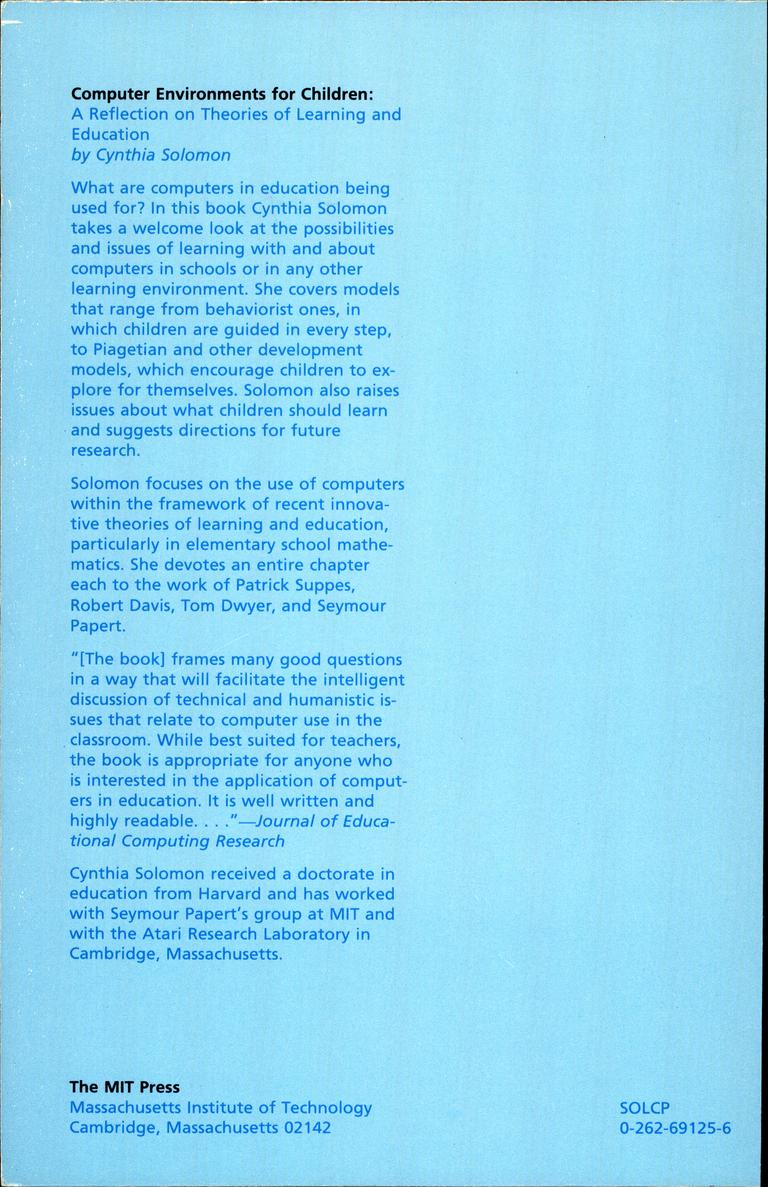 Computer Environments for Children:
A Reflection on Theories of Learning and
Education
by Cynthia Solomon
What are computers in education being
used for? In this book Cynthia Solomon
takes a welcome look at the possibilities
and issues of learning with and about
computers in schools or in any other
learning environment. She covers models
that range from behaviorist ones, in
which children are guided in every step,
to Piagetian and other development
models, which encourage children to ex-
plore for themselves. Solomon also raises
issues about what children should learn
and suggests directions for future
research.
Solomon focuses on the use of computers
within the framework of recent innova-
tive theories of learning and education,
particularly in elementary school mathe-
matics. She devotes an entire chapter
each to the work of Patrick Suppes,
Robert Davis, Tom Dwyer, and Seymour
Papert.
“[The book] frames many good questions
in a way that will facilitate the intelligent
discussion of technical and humanistic is-
sues that relate to computer use in the
classroom. While best suited for teachers,
the book is appropriate for anyone who
is interested in the application of comput-
ers in education. It is well written and
highly readable. . . .”—Journal of Educa-
tional Computing Research
Cynthia Solomon received a doctorate in
education from Harvard and has worked
with Seymour Papert’s group at MIT and
with the Atari Research Laboratory in
Cambridge, Massachusetts.
The MIT Press
Massachusetts Institute of Technology
Cambridge, Massachusetts 02142
SOLCP
0-262-69125-6